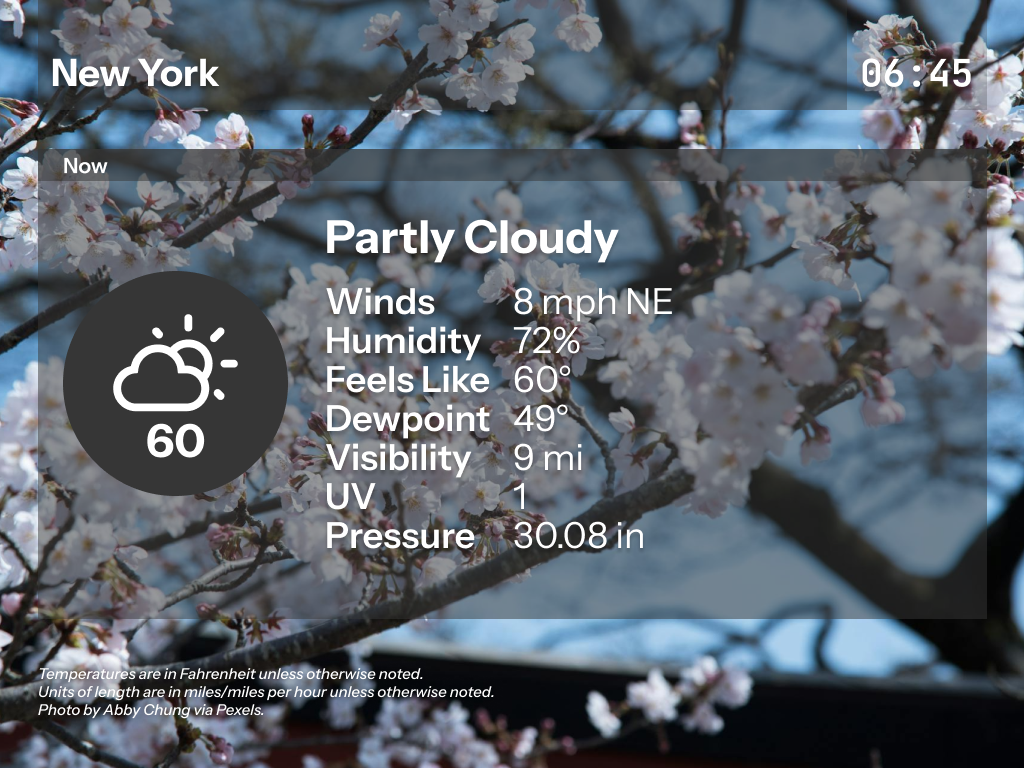 New York
06:45
Now
Partly Cloudy
Winds 8 mph NE
Humidity 72%
Feels Like 60°
Dewpoint 49°
Visibility 9 mi
UV 1
Pressure 30.08 in
60
Temperatures are in Fahrenheit unless otherwise noted.
Units of length are in miles/miles per hour unless otherwise noted.
Photo by Abby Chung via Pexels.